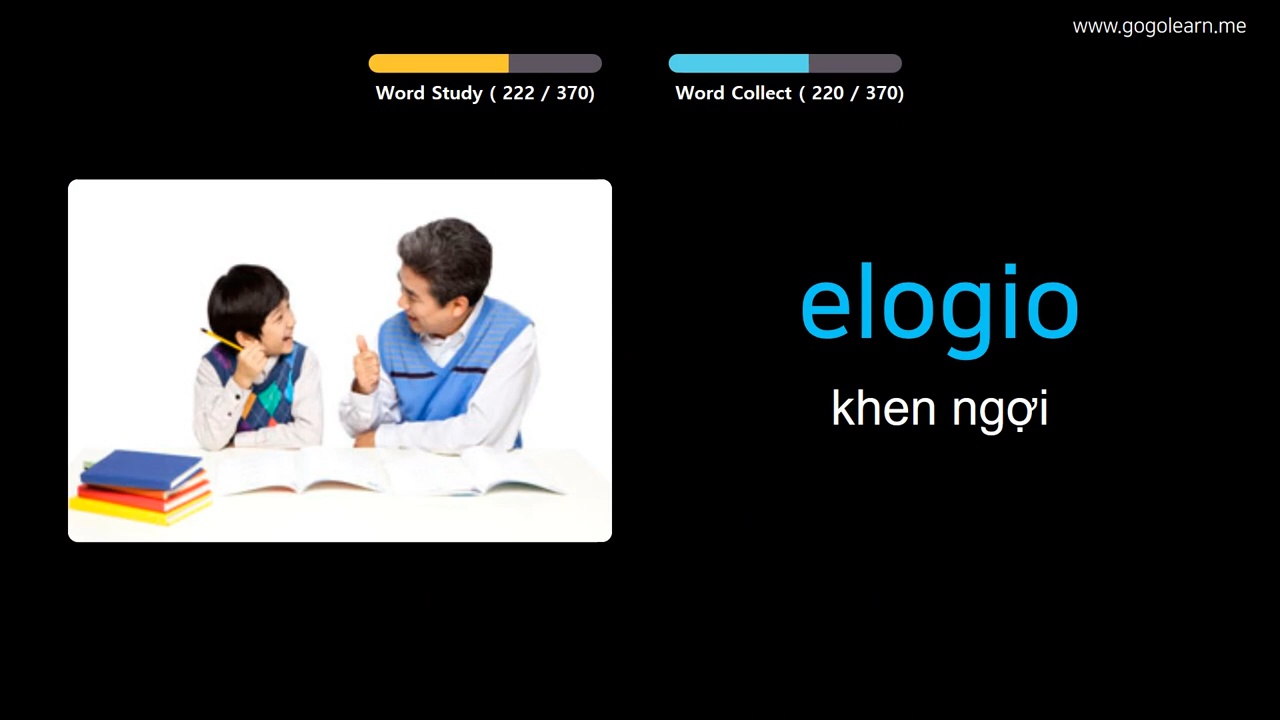 www.gogolearn.me
Word Study ( 222 / 370)
Word Collect ( 220 / 370)
elogio
khen ngợi